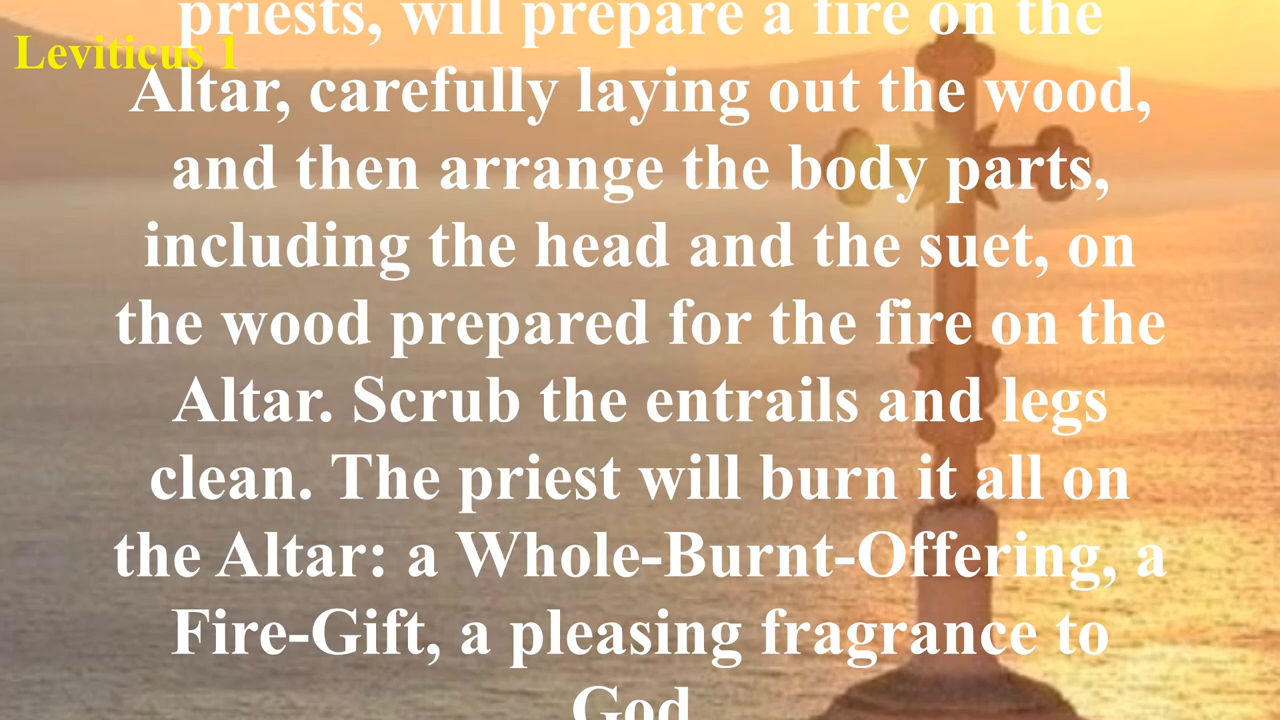 priests, will prepare a fire on the
Leviticus 1
Altar, carefully laying out the wood,
and then arrange the body parts,
including the head and the suet, on
the wood prepared for the fire on the
Altar. Scrub the entrails and legs
clean. The priest will burn it all on
the Altar: a Whole-Burnt-Offering, a
Fire-Gift, a pleasing fragrance to
God